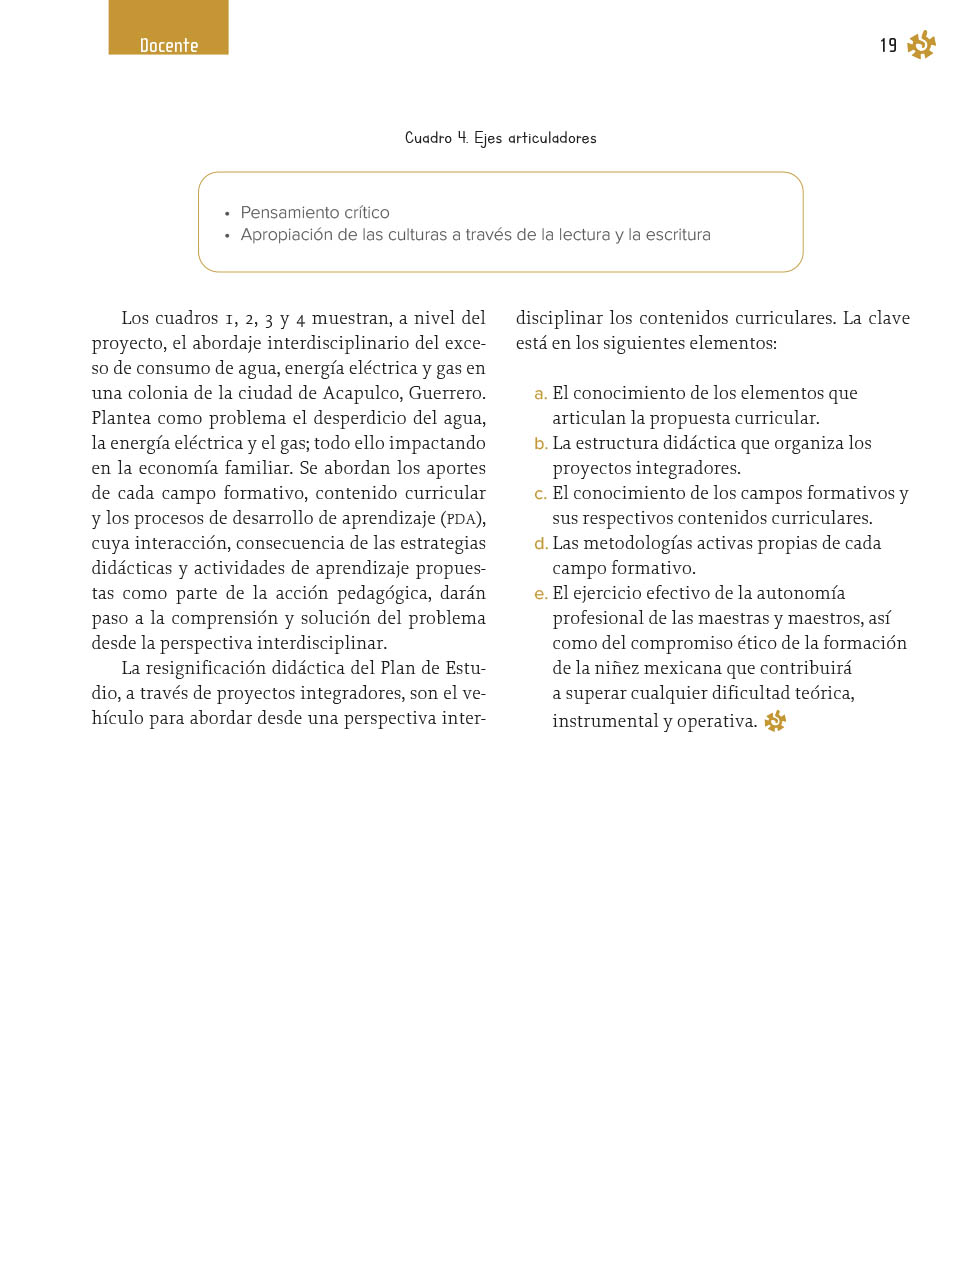 Docente
19
Cuadro 4. Ejes articuladores
• Pensamiento crítico
• Apropiación de las culturas a través de la lectura y la escritura
Los cuadros 1, 2, 3 y 4 muestran, a nivel del
proyecto, el abordaje interdisciplinario del exce-
so de consumo de agua, energía eléctrica y gas en
una colonia de la ciudad de Acapulco, Guerrero.
Plantea como problema el desperdicio del agua,
la energía eléctrica y el gas; todo ello impactando
en la economía familiar. Se abordan los aportes
de cada campo formativo, contenido curricular
y los procesos de desarrollo de aprendizaje (PDA),
cuya interacción, consecuencia de las estrategias
didácticas y actividades de aprendizaje propues-
tas como parte de la acción pedagógica, darán
paso a la comprensión y solución del problema
desde la perspectiva interdisciplinar.
La resignificación didáctica del Plan de Estu-
dio, a través de proyectos integradores, son el ve-
hículo para abordar desde una perspectiva inter-
disciplinar los contenidos curriculares. La clave
está en los siguientes elementos:
a. El conocimiento de los elementos que
articulan la propuesta curricular.
b. La estructura didáctica que organiza los
proyectos integradores.
c. El conocimiento de los campos formativos y
sus respectivos contenidos curriculares.
d. Las metodologías activas propias de cada
campo formativo.
e. El ejercicio efectivo de la autonomía
profesional de las maestras y maestros, así
como del compromiso ético de la formación
de la niñez mexicana que contribuirá
a superar cualquier dificultad teórica,
instrumental y operativa.